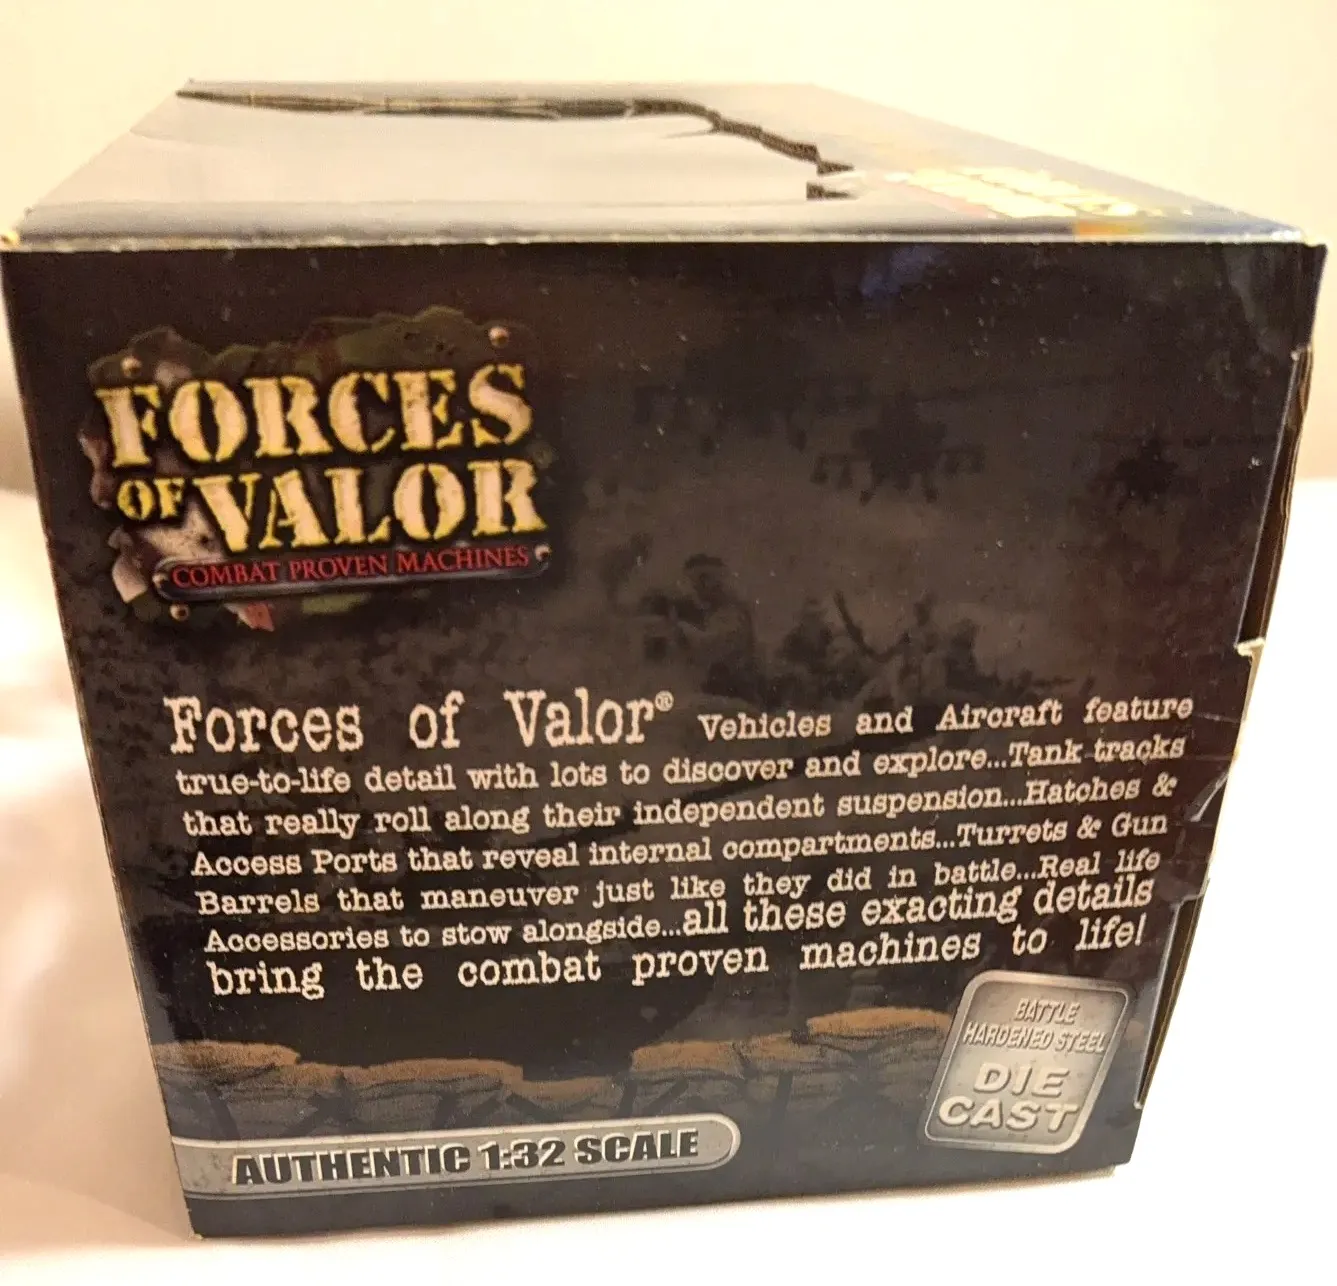 FORCES
OF VALOR
COMBAT PROVEN MACHINES
Forces of Valor® Vehicles and Aircraft feature
true-to-life detail with lots to discover and explore...Tank tracks
that really roll along their independent suspension...Hatches &
Access Ports that reveal internal compartments...Turrets & Gun
Barrels that maneuver just like they did in battle...Real life
Accessories to stow alongside...all these exacting details
bring the combat proven machines to life!
BATTLE
HARDENED STEEL
DIE
CAST
AUTHENTIC 1:32 SCALE